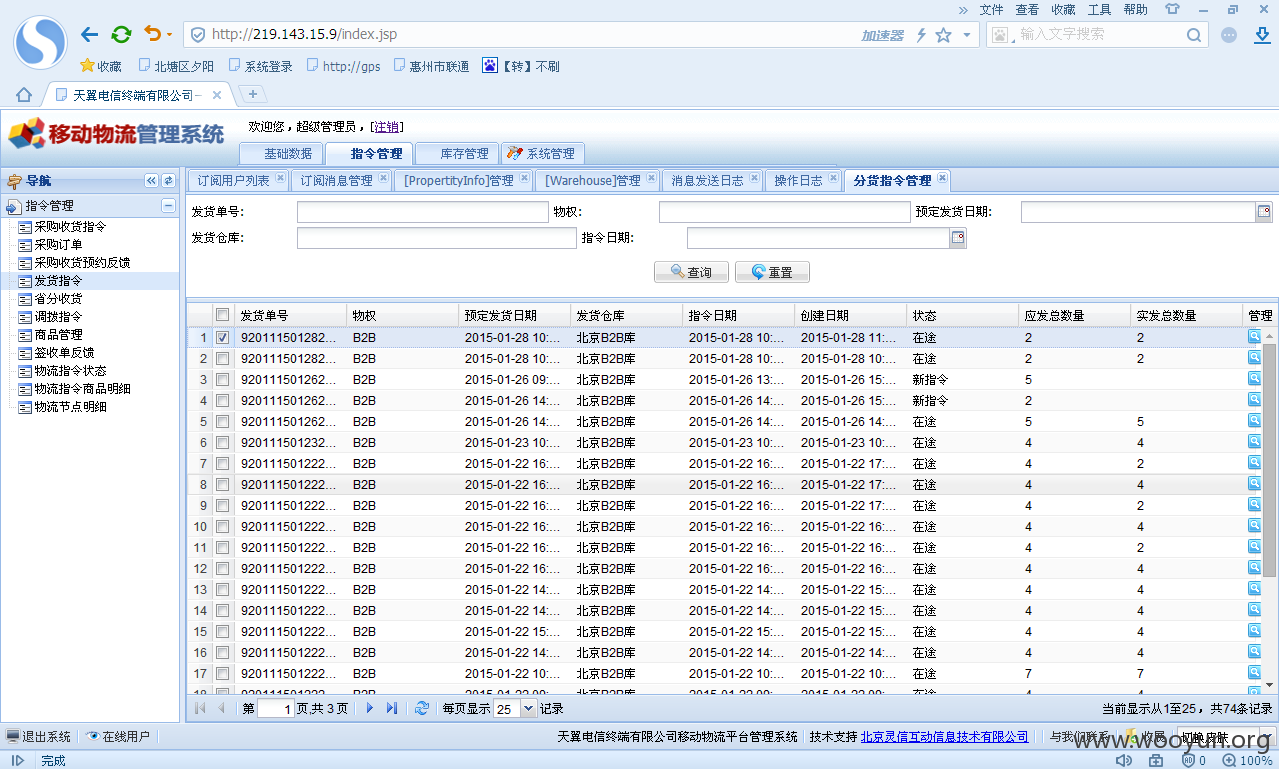 » 文件 查看 收藏 工具 帮助
http://219.143.15.9/index.jsp 加速器 输入文字搜索
收藏 北塘区夕阳 系统登录 http://gps 惠州市联通 【转】不刷
天翼电信终端有限公司-
移动物流管理系统 欢迎您，超级管理员，[注销]
基础数据 指令管理 库存管理 系统管理
导航 订阅用户列表 订阅消息管理 [PropertityInfo]管理 [Warehouse]管理 消息发送日志 操作日志 分货指令管理
指令管理
采购收货指令
采购订单
采购收货预约反馈
发货指令
省分收货
调拨指令
商品管理
签收单反馈
物流指令状态
物流指令商品明细
物流节点明细
发货单号: 物权: 预定发货日期:
发货仓库: 指令日期:
查询 重置
发货单号 物权 预定发货日期 发货仓库 指令日期 创建日期 状态 应发总数量 实发总数量 管理
1 920111501282... B2B 2015-01-28 10:... 北京B2B库 2015-01-28 10:... 2015-01-28 11:... 在途 2 2
2 920111501282... B2B 2015-01-28 10:... 北京B2B库 2015-01-28 10:... 2015-01-28 10:... 在途 2 2
3 920111501262... B2B 2015-01-26 09:... 北京B2B库 2015-01-26 13:... 2015-01-26 15:... 新指令 5
4 920111501262... B2B 2015-01-26 14:... 北京B2B库 2015-01-26 14:... 2015-01-26 15:... 新指令 2
5 920111501262... B2B 2015-01-26 14:... 北京B2B库 2015-01-26 14:... 2015-01-26 14:... 在途 5 5
6 920111501232... B2B 2015-01-23 10:... 北京B2B库 2015-01-23 10:... 2015-01-23 10:... 在途 4 4
7 920111501222... B2B 2015-01-22 16:... 北京B2B库 2015-01-22 16:... 2015-01-22 17:... 在途 4 2
8 920111501222... B2B 2015-01-22 16:... 北京B2B库 2015-01-22 16:... 2015-01-22 17:... 在途 4 4
9 920111501222... B2B 2015-01-22 16:... 北京B2B库 2015-01-22 16:... 2015-01-22 17:... 在途 4 2
10 920111501222... B2B 2015-01-22 16:... 北京B2B库 2015-01-22 16:... 2015-01-22 16:... 在途 4 4
11 920111501222... B2B 2015-01-22 16:... 北京B2B库 2015-01-22 16:... 2015-01-22 16:... 在途 4 2
12 920111501222... B2B 2015-01-22 16:... 北京B2B库 2015-01-22 16:... 2015-01-22 16:... 在途 4 4
13 920111501222... B2B 2015-01-22 14:... 北京B2B库 2015-01-22 14:... 2015-01-22 15:... 在途 4 4
14 920111501222... B2B 2015-01-22 14:... 北京B2B库 2015-01-22 14:... 2015-01-22 15:... 在途 4 4
15 920111501222... B2B 2015-01-22 15:... 北京B2B库 2015-01-22 15:... 2015-01-22 15:... 在途 4 4
16 920111501222... B2B 2015-01-22 14:... 北京B2B库 2015-01-22 14:... 2015-01-22 15:... 在途 4 4
17 920111501222... B2B 2015-01-22 10:... 北京B2B库 2015-01-22 10:... 2015-01-22 10:... 在途 7 7
第 1 页,共 3 页 每页显示 25 记录 当前显示从1至25，共74条记录
退出系统 在线用户 天翼电信终端有限公司移动物流平台管理系统 技术支持 北京灵信互动信息技术有限公司 与我们联系
www.wooyun.org
完成 0 100%